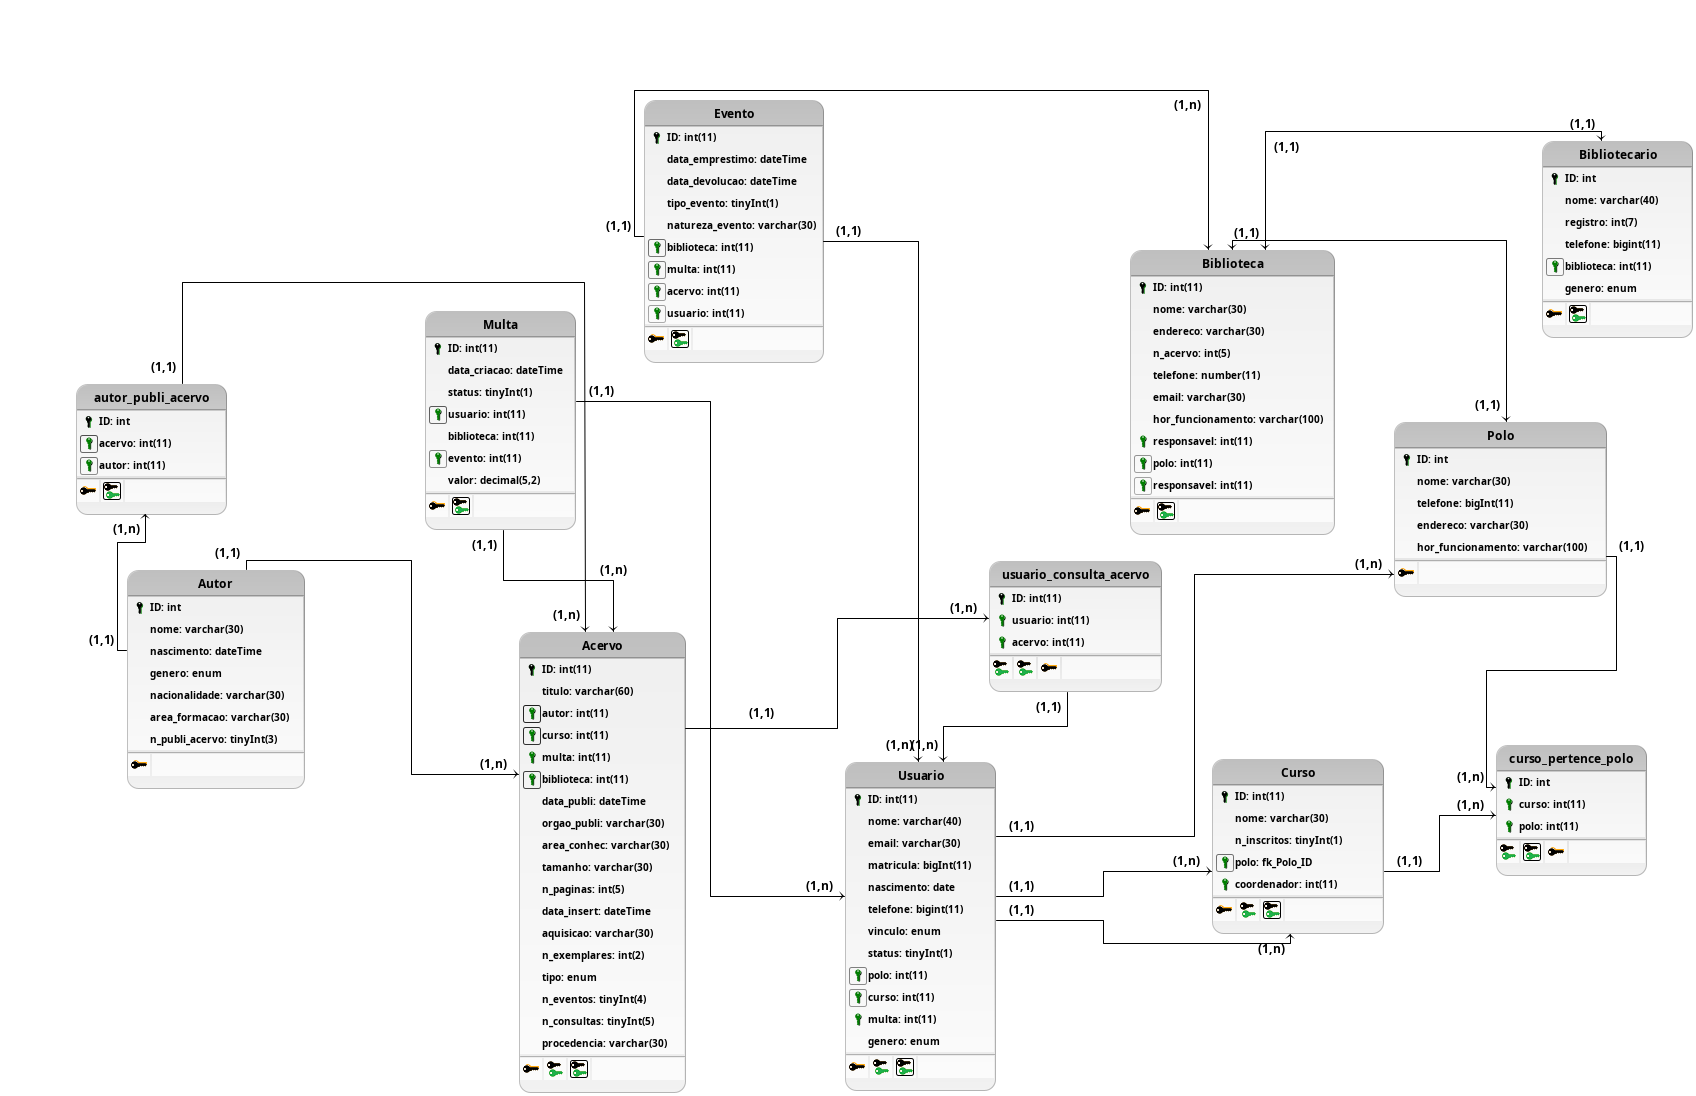 Evento
ID: int(11)
data_emprestimo: dateTime
data_devolucao: dateTime
tipo_evento: tinyInt(1)
natureza_evento: varchar(30)
biblioteca: int(11)
multa: int(11)
acervo: int(11)
usuario: int(11)
(1,1)
(1,n)
(1,1)
(1,1)
(1,1)
Bibliotecario
ID: int
nome: varchar(40)
registro: int(7)
telefone: bigint(11)
biblioteca: int(11)
genero: enum
(1,1)
Biblioteca
ID: int(11)
nome: varchar(30)
endereco: varchar(30)
n_acervo: int(5)
telefone: number(11)
email: varchar(30)
hor_funcionamento: varchar(100)
responsavel: int(11)
polo: int(11)
responsavel: int(11)
(1,1)
Polo
ID: int
nome: varchar(30)
telefone: bigInt(11)
endereco: varchar(30)
hor_funcionamento: varchar(100)
(1,1)
(1,n)
Multa
ID: int(11)
data_criacao: dateTime
status: tinyInt(1)
usuario: int(11)
biblioteca: int(11)
evento: int(11)
valor: decimal(5,2)
(1,1)
(1,1)
(1,n)
(1,1)
autor_publi_acervo
ID: int
acervo: int(11)
autor: int(11)
(1,n)
(1,1)
(1,1)
Autor
ID: int
nome: varchar(30)
nascimento: dateTime
genero: enum
nacionalidade: varchar(30)
area_formacao: varchar(30)
n_publi_acervo: tinyInt(3)
(1,n)
(1,n)
Acervo
ID: int(11)
titulo: varchar(60)
autor: int(11)
curso: int(11)
multa: int(11)
biblioteca: int(11)
data_publi: dateTime
orgao_publi: varchar(30)
area_conhec: varchar(30)
tamanho: varchar(30)
n_paginas: int(5)
data_insert: dateTime
aquisicao: varchar(30)
n_exemplares: int(2)
tipo: enum
n_eventos: tinyInt(4)
n_consultas: tinyInt(5)
procedencia: varchar(30)
(1,1)
(1,n)
usuario_consulta_acervo
ID: int(11)
usuario: int(11)
acervo: int(11)
(1,1)
(1,n)
(1,n)
(1,n)
Usuario
ID: int(11)
nome: varchar(40)
email: varchar(30)
matricula: bigInt(11)
nascimento: date
telefone: bigint(11)
vinculo: enum
status: tinyInt(1)
polo: int(11)
curso: int(11)
multa: int(11)
genero: enum
(1,1)
(1,1)
(1,1)
(1,n)
(1,n)
Curso
ID: int(11)
nome: varchar(30)
n_inscritos: tinyInt(1)
polo: fk_Polo_ID
coordenador: int(11)
(1,1)
(1,n)
(1,n)
curso_pertence_polo
ID: int
curso: int(11)
polo: int(11)